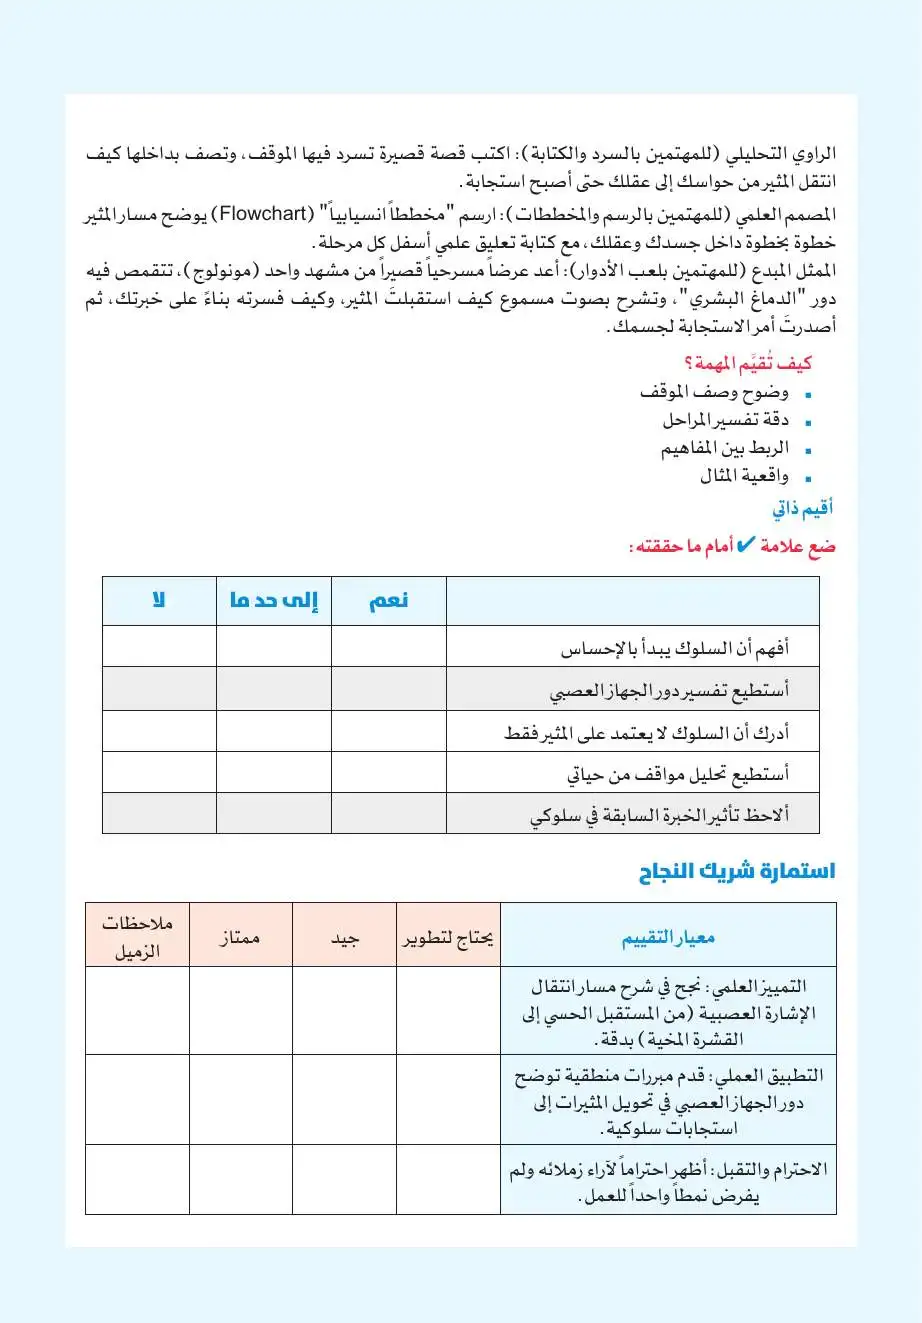 الراوي التحليلي (للمهتمين بالسرد والكتابة): اكتب قصة قصيرة تسرد فيها الموقف، وتصف بداخلها كيف
انتقل المثير من حواسك إلى عقلك حتى أصبح استجابة.
المصمم العلمي (للمهتمين بالرسم والمخططات): ارسم "مخططاً انسيابياً" (Flowchart) يوضح مسار المثير
خطوة بخطوة داخل جسدك وعقلك، مع كتابة تعليق علمي أسفل كل مرحلة.
الممثل المبدع (للمهتمين بلعب الأدوار): أعد عرضاً مسرحياً قصيراً من مشهد واحد (مونولوج)، تتقمص فيه
دور "الدماغ البشري"، وتشرح بصوت مسموع كيف استقبلتَ المثير، وكيف فسرته بناءً على خبرتك، ثم
أصدرتَ أمر الاستجابة لجسمك.
كيف تُقيَّم المهمة؟
▪ وضوح وصف الموقف
▪ دقة تفسير المراحل
▪ الربط بين المفاهيم
▪ واقعية المثال
أقيم ذاتي
ضع علامة ✔ أمام ما حققته:
نعم إلى حد ما لا
أفهم أن السلوك يبدأ بالإحساس
أستطيع تفسير دور الجهاز العصبي
أدرك أن السلوك لا يعتمد على المثير فقط
أستطيع تحليل مواقف من حياتي
ألاحظ تأثير الخبرة السابقة في سلوكي
استمارة شريك النجاح
معيار التقييم يحتاج لتطوير جيد ممتاز ملاحظات
الزميل
التمييز العلمي: نجح في شرح مسار انتقال
الإشارة العصبية (من المستقبل الحسي إلى
القشرة المخية) بدقة.
التطبيق العملي: قدم مبررات منطقية توضح
دور الجهاز العصبي في تحويل المثيرات إلى
استجابات سلوكية.
الاحترام والتقبل: أظهر احتراماً لآراء زملائه ولم
يفرض نمطاً واحداً للعمل.